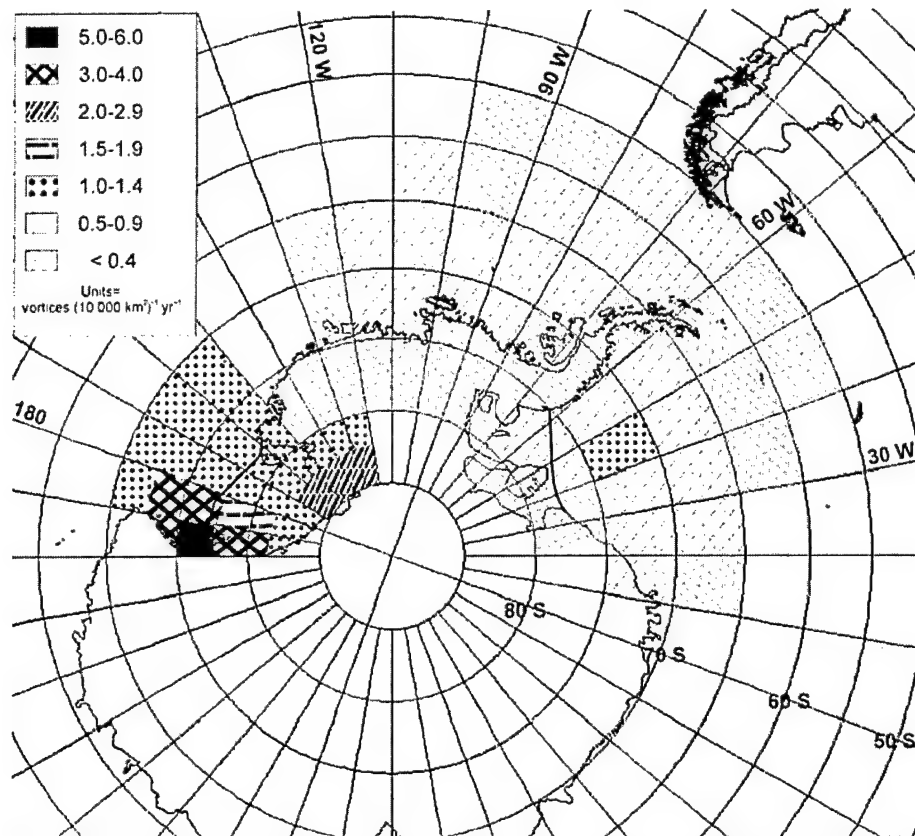 5.0-6.0
3.0-4.0
2.0-2.9
1.5-1.9
1.0-1.4
0.5-0.9
< 0.4
Units=
vortices (10 000 km²)⁻¹ yr⁻¹
120 W
90 W
60 W
180
30 W
80 S
70 S
60 S
50 S